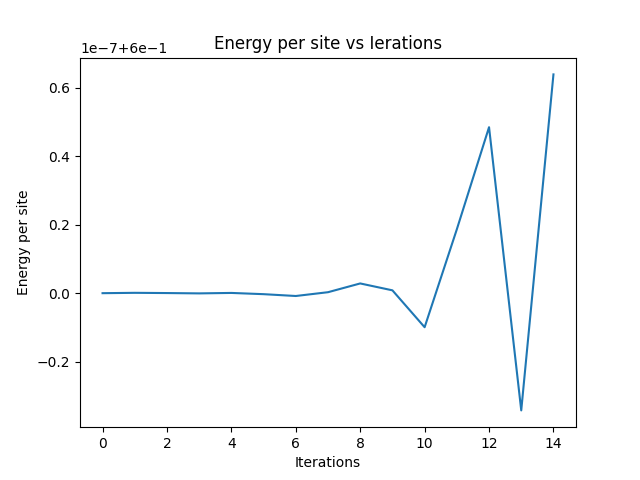 Energy per site vs Ierations
1e−7+6e−1
0.6
0.4
0.2
0.0
−0.2
Energy per site
0 2 4 6 8 10 12 14
Iterations